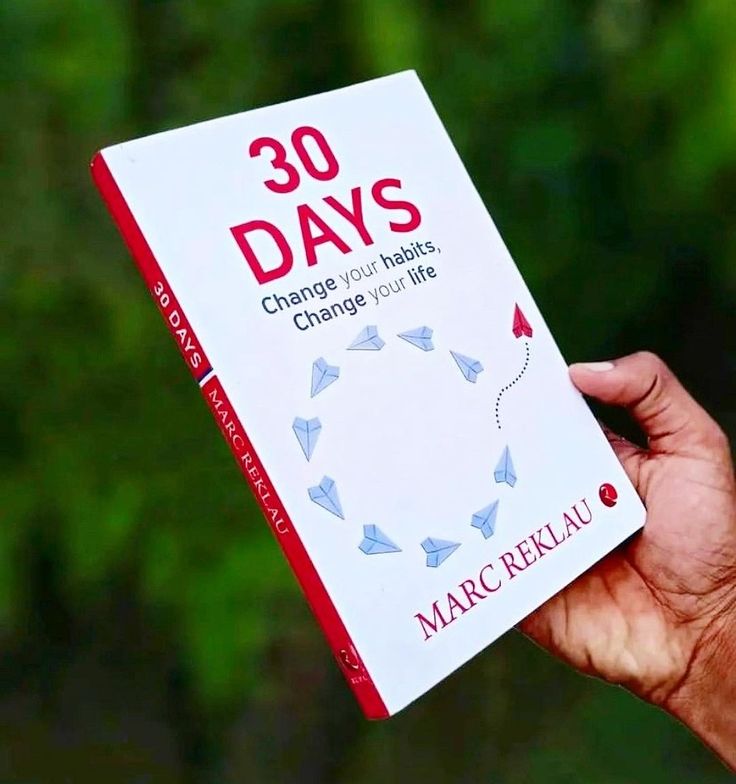 30
DAYS
Change your habits,
Change your life
MARC REKLAU
30 DAYS
MARC REKLAU